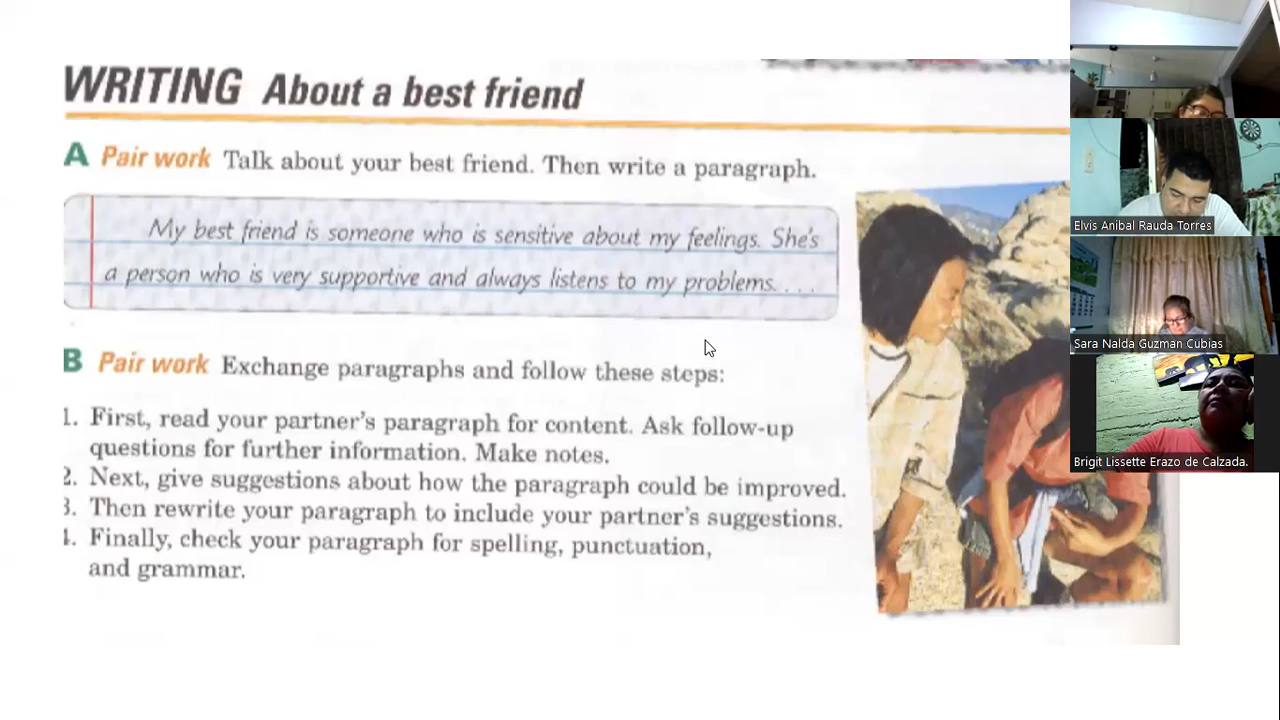 WRITING About a best friend
A Pair work Talk about your best friend. Then write a paragraph.
My best friend is someone who is sensitive about my feelings. She's
a person who is very supportive and always listens to my problems. . . .
B Pair work Exchange paragraphs and follow these steps:
1. First, read your partner's paragraph for content. Ask follow-up
questions for further information. Make notes.
2. Next, give suggestions about how the paragraph could be improved.
3. Then rewrite your paragraph to include your partner's suggestions.
4. Finally, check your paragraph for spelling, punctuation,
and grammar.
Elvis Anibal Rauda Torres
Sara Nalda Guzman Cubias
Brigit Lissette Erazo de Calzada.